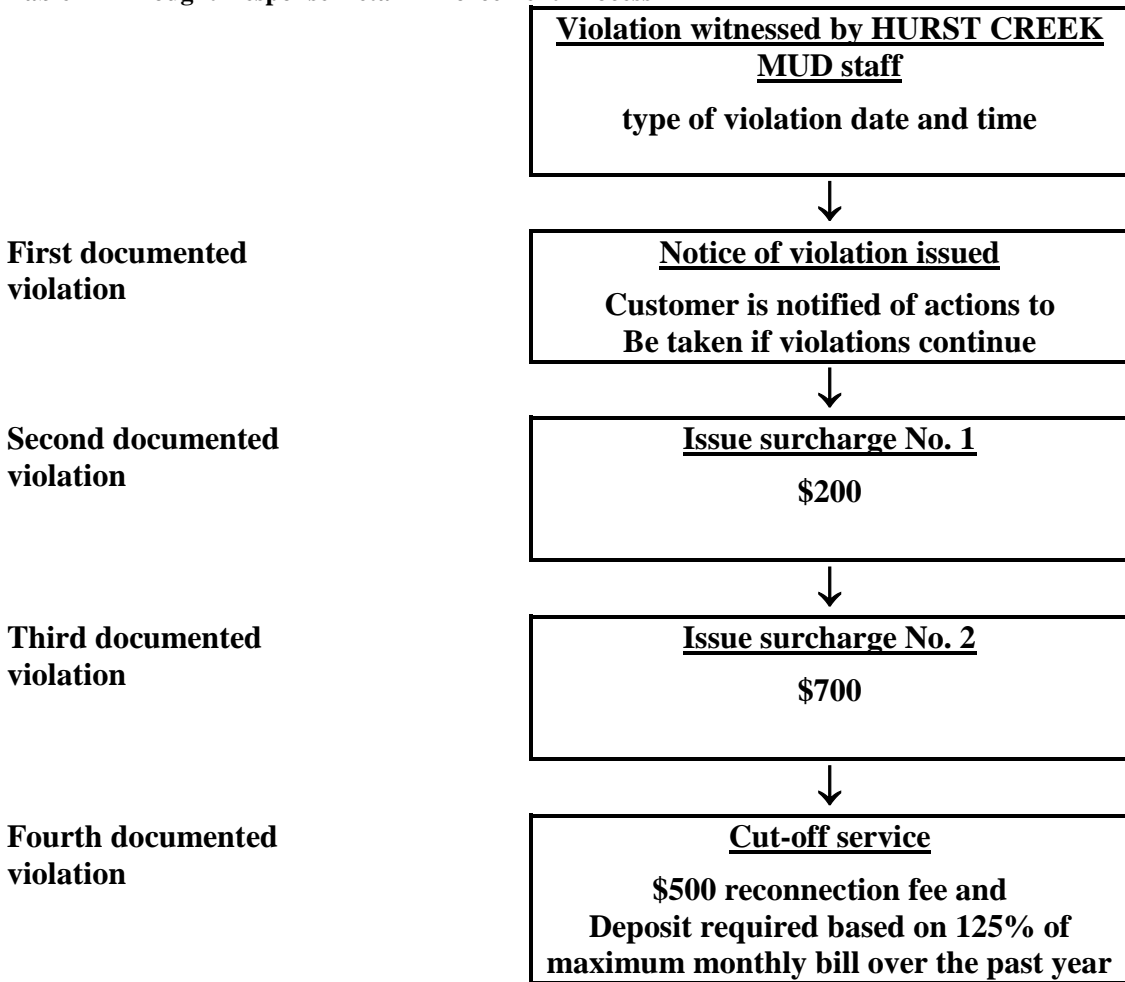 Violation witnessed by HURST CREEK
MUD staff
type of violation date and time
↓
First documented
violation
Notice of violation issued
Customer is notified of actions to
Be taken if violations continue
↓
Second documented
violation
Issue surcharge No. 1
$200
↓
Third documented
violation
Issue surcharge No. 2
$700
↓
Fourth documented
violation
Cut-off service
$500 reconnection fee and
Deposit required based on 125% of
maximum monthly bill over the past year